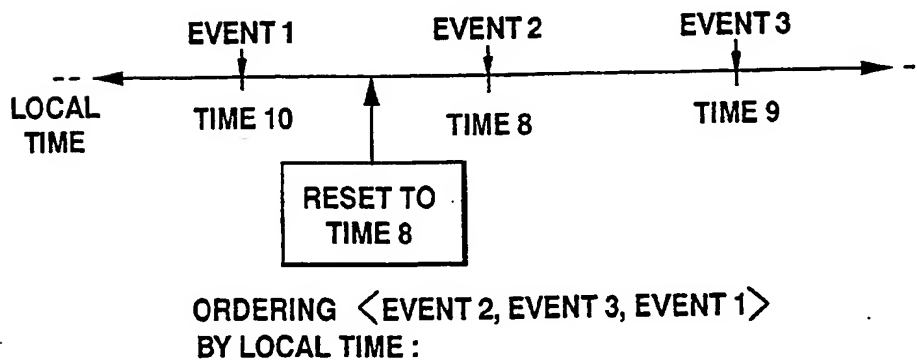 EVENT 1
EVENT 2
EVENT 3
LOCAL
TIME
TIME 10
TIME 8
TIME 9
RESET TO
TIME 8
ORDERING <EVENT 2, EVENT 3, EVENT 1>
BY LOCAL TIME :